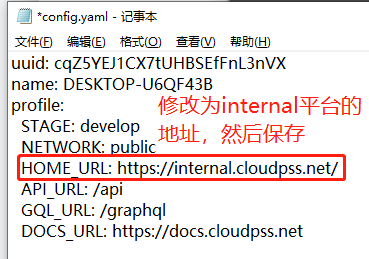 *config.yaml - 记事本
文件(F) 编辑(E) 格式(O) 查看(V) 帮助(H)
uuid: cqZ5YEJ1CX7tUHBSEfFnL3nVX
name: DESKTOP-U6QF43B
profile:
STAGE: develop
NETWORK: public
HOME_URL: https://internal.cloudpss.net/
API_URL: /api
GQL_URL: /graphql
DOCS_URL: https://docs.cloudpss.net
修改为internal平台的
地址，然后保存